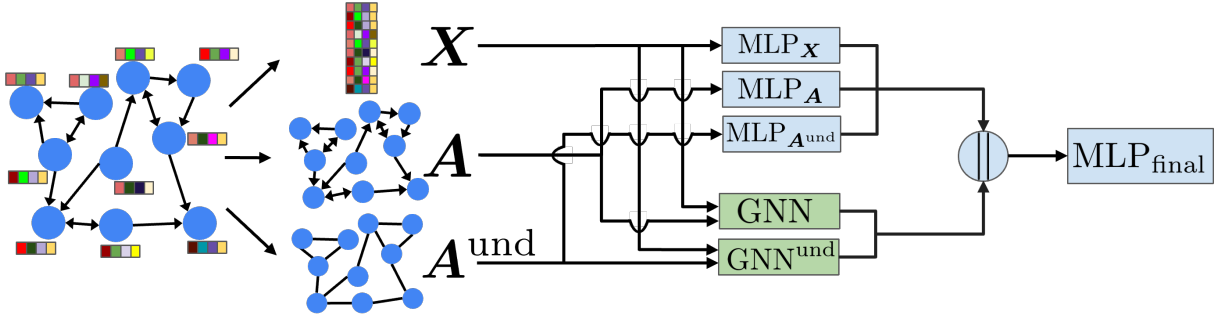 X
A
A^und
MLP_X
MLP_A
MLP_A^und
GNN
GNN^und
||
MLP_final